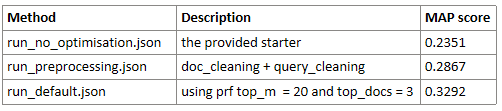 Method Description MAP score
run_no_optimisation.json the provided starter 0.2351
run_preprocessing.json doc_cleaning + query_cleaning 0.2867
run_default.json using prf top_m  = 20 and top_docs = 3 0.3292